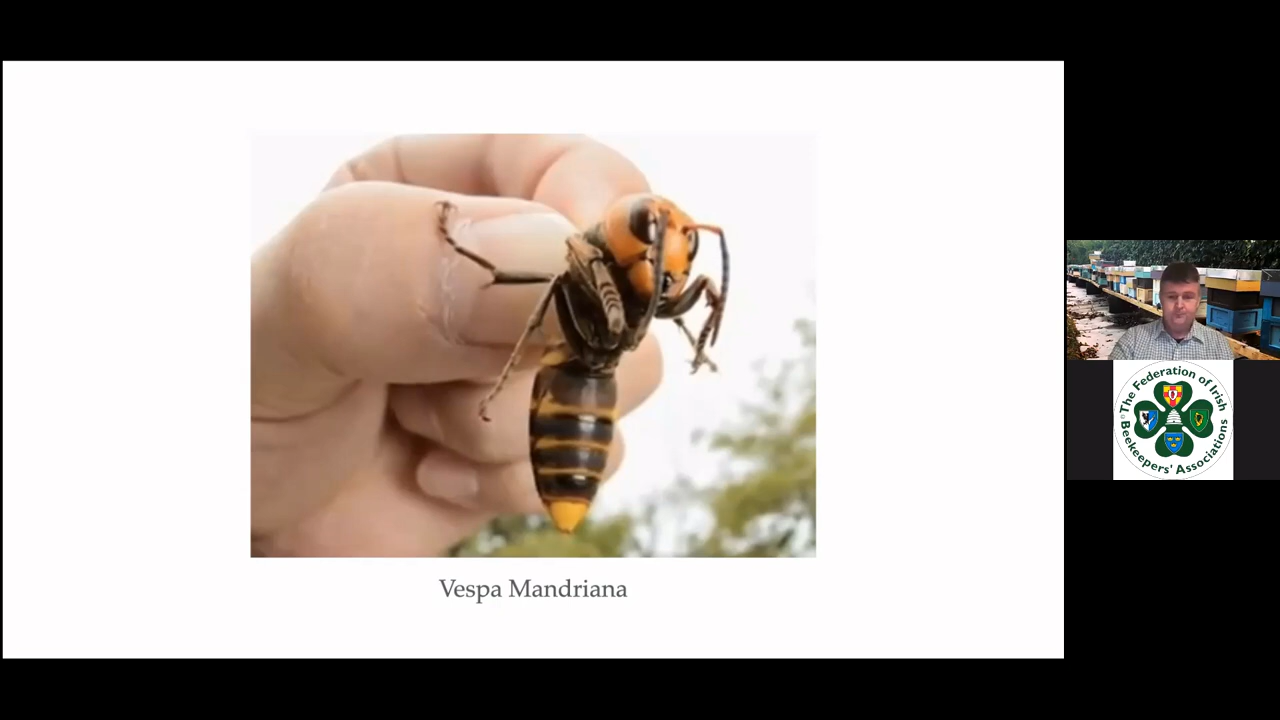 Vespa Mandriana
The Federation of Irish
Beekeepers' Associations